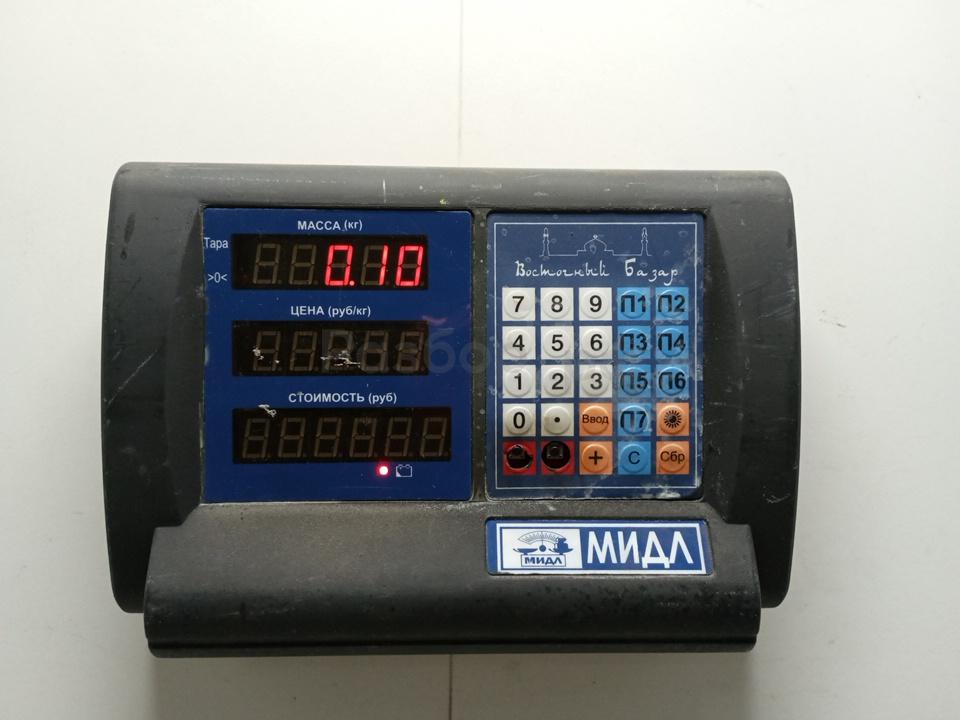 МАССА (кг)
Тара
0.10
>0<
ЦЕНА (руб/кг)
СТОИМОСТЬ (руб)
Восточный Базар
7 8 9 П1 П2
4 5 6 П3 П4
1 2 3 П5 П6
0 . Ввод П7
+ С Сбр
МИДЛ
МИДЛ